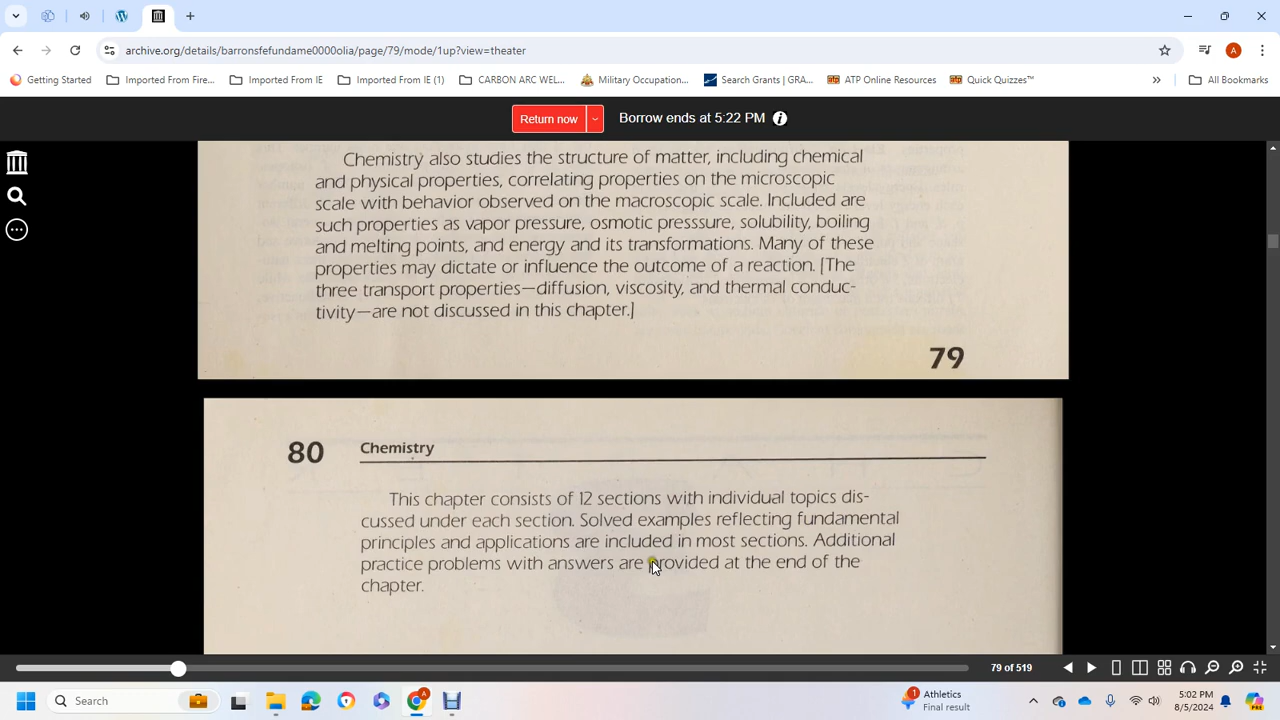 archive.org/details/barronsfefundame0000olia/page/79/mode/1up?view=theater
A
Getting Started Imported From Fire... Imported From IE Imported From IE (1) CARBON ARC WEL... Military Occupation... Search Grants | GRA... ATP Online Resources Quick Quizzes™ All Bookmarks
Return now Borrow ends at 5:22 PM
Chemistry also studies the structure of matter, including chemical
and physical properties, correlating properties on the microscopic
scale with behavior observed on the macroscopic scale. Included are
such properties as vapor pressure, osmotic presssure, solubility, boiling
and melting points, and energy and its transformations. Many of these
properties may dictate or influence the outcome of a reaction. [The
three transport properties—diffusion, viscosity, and thermal conduc-
tivity—are not discussed in this chapter.]
79
80 Chemistry
This chapter consists of 12 sections with individual topics dis-
cussed under each section. Solved examples reflecting fundamental
principles and applications are included in most sections. Additional
practice problems with answers are provided at the end of the
chapter.
79 of 519
Search
1 Athletics
Final result
5:02 PM
8/5/2024